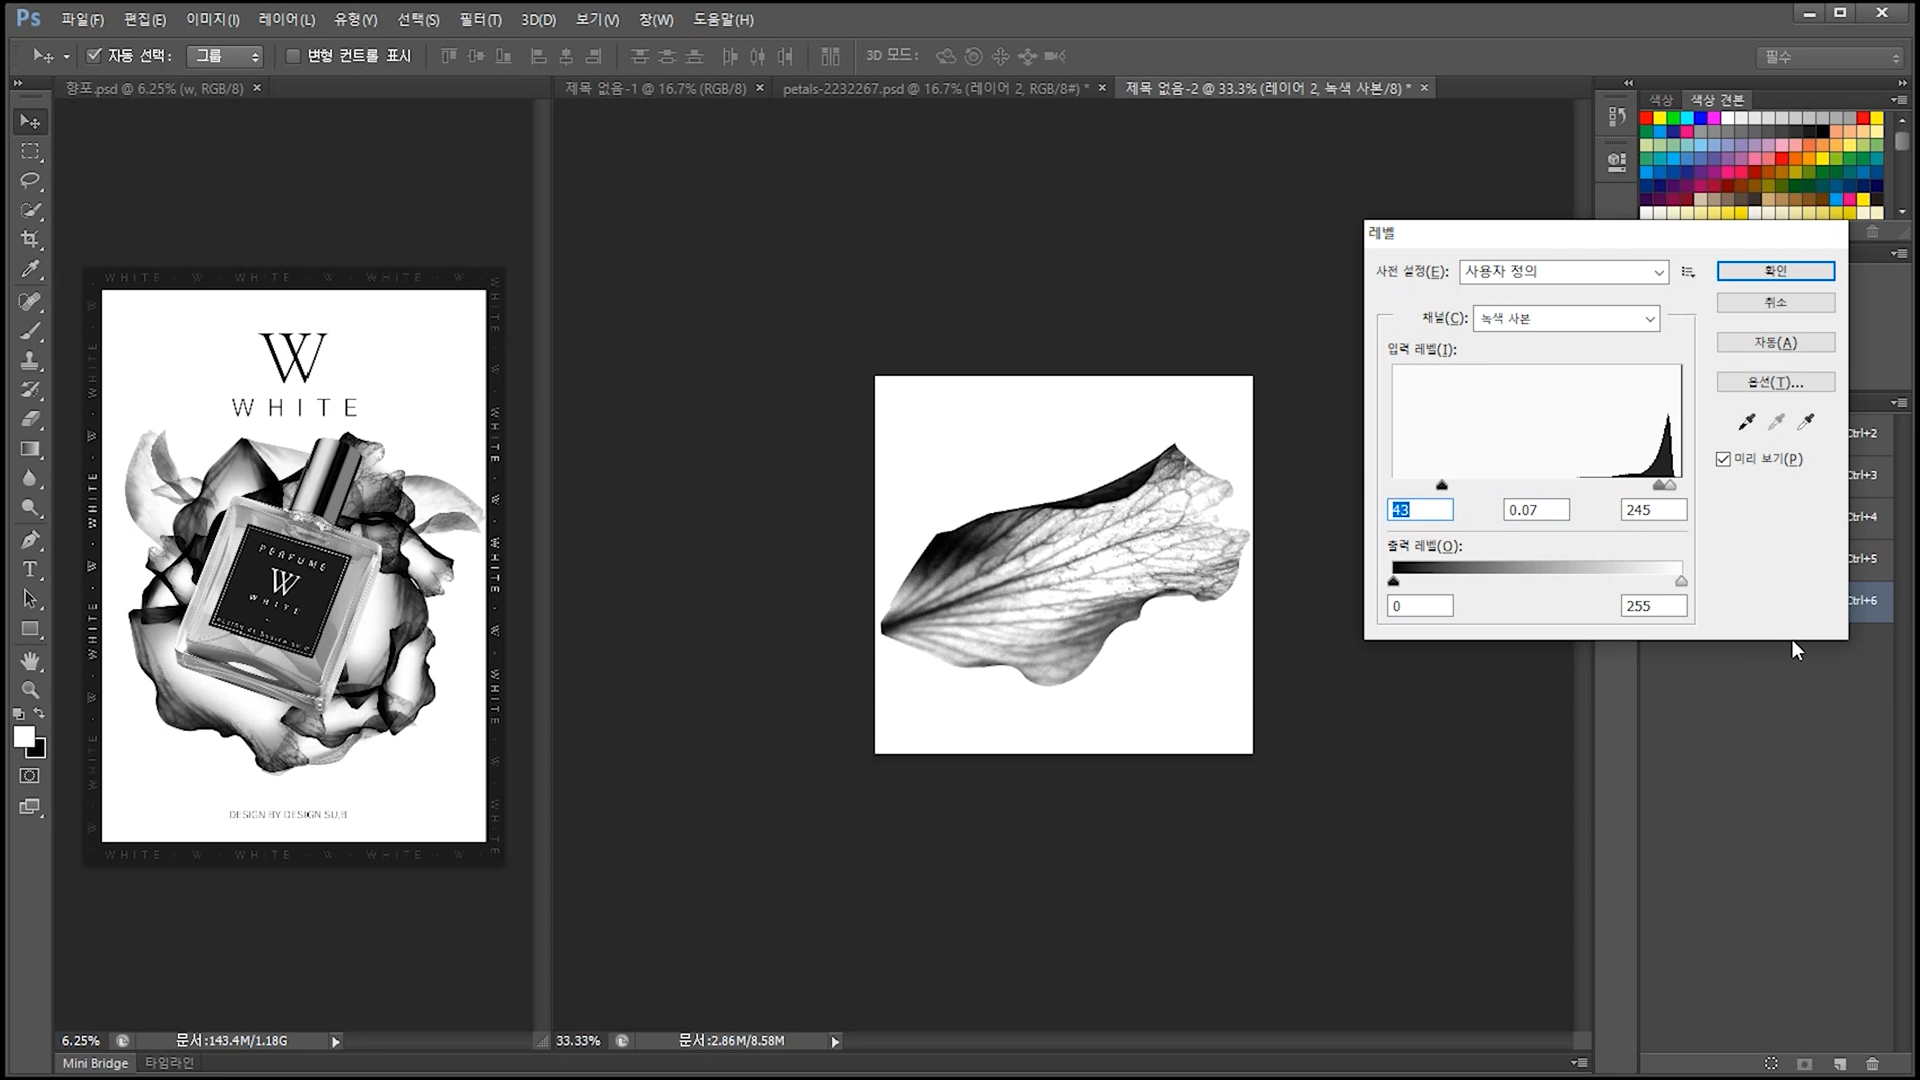 Ps 파일(F) 편집(E) 이미지(I) 레이어(L) 유형(Y) 선택(S) 필터(T) 3D(D) 보기(V) 창(W) 도움말(H)
자동 선택: 그룹 변형 컨트롤 표시 3D 모드: 필수
향포.psd @ 6.25% (w, RGB/8) 제목 없음-1 @ 16.7% (RGB/8) petals-2232267.psd @ 16.7% (레이어 2, RGB/8#) * 제목 없음-2 @ 33.3% (레이어 2, 녹색 사본/8) *
색상 색상 견본
WHITE · W · WHITE · W · WHITE · W ·
W
WHITE
PERFUME
W
WHITE
DESIGN BY DESIGN SU,B
WHITE · W · WHITE · W · WHITE · W ·
레벨
사전 설정(E): 사용자 정의
확인
취소
채널(C): 녹색 사본
자동(A)
입력 레벨(I):
옵션(T)...
미리 보기(P)
43 0.07 245
출력 레벨(O):
0 255
Ctrl+2
Ctrl+3
Ctrl+4
Ctrl+5
Ctrl+6
6.25% 문서:143.4M/1.18G 33.33% 문서:2.86M/8.58M
Mini Bridge 타임라인